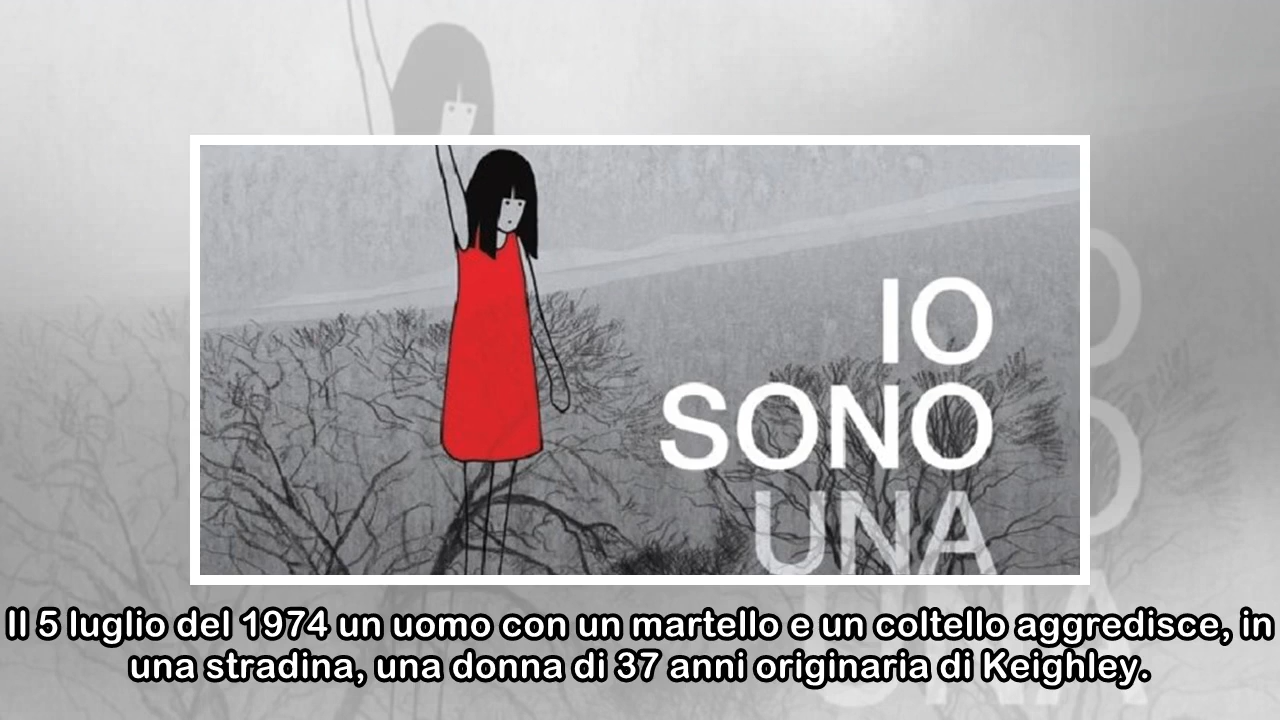 IO
SONO
UNA
Il 5 luglio del 1974 un uomo con un martello e un coltello aggredisce, in
una stradina, una donna di 37 anni originaria di Keighley.